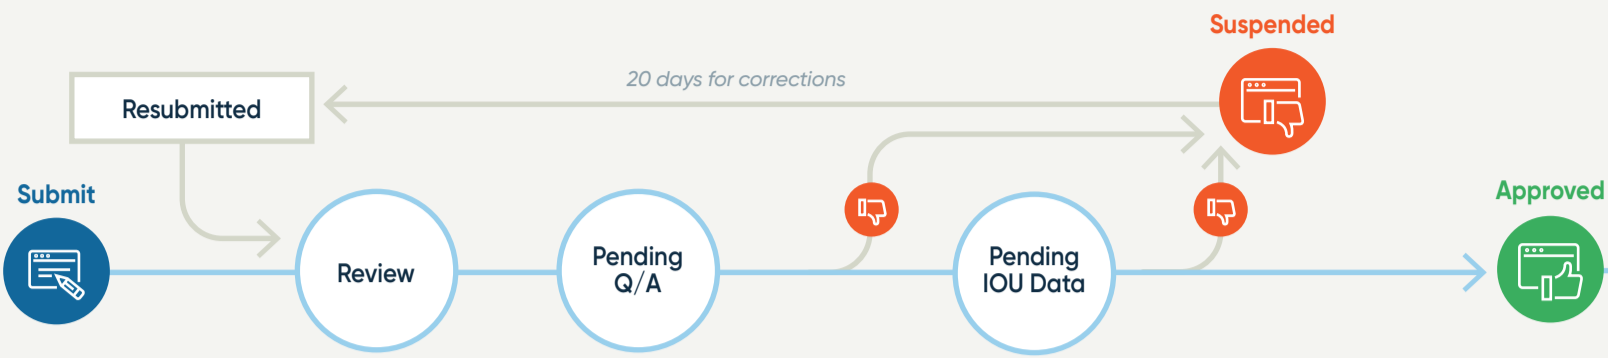 Suspended
20 days for corrections
Resubmitted
Submit
Approved
Review
Pending
Q/A
Pending
IOU Data